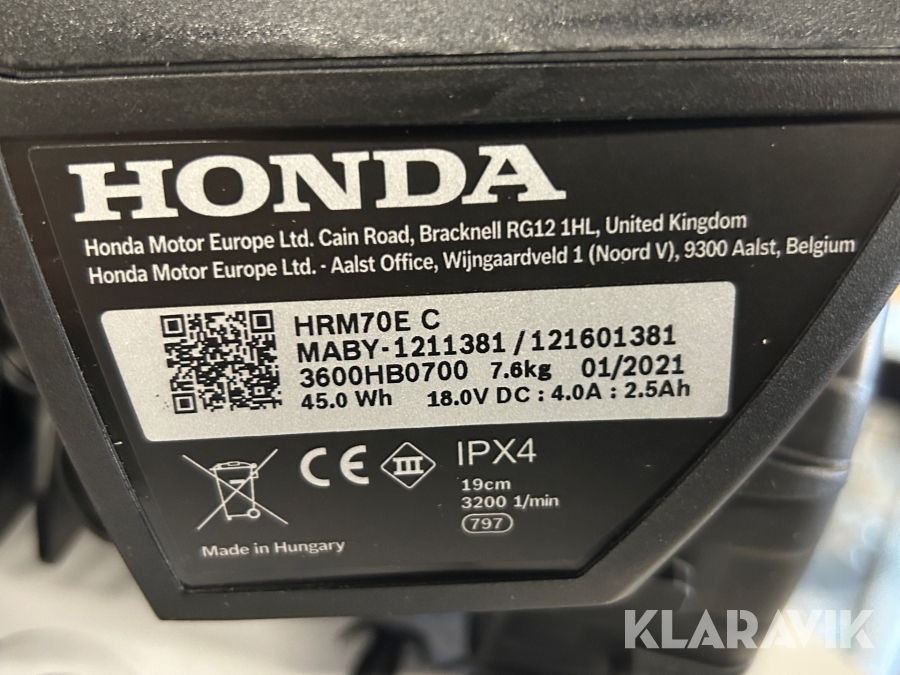 HONDA
Honda Motor Europe Ltd. Cain Road, Bracknell RG12 1HL, United Kingdom
Honda Motor Europe Ltd. - Aalst Office, Wijngaardveld 1 (Noord V), 9300 Aalst, Belgium
HRM70E C
MABY-1211381 / 121601381
3600HB0700 7.6kg 01/2021
45.0 Wh 18.0V DC : 4.0A : 2.5Ah
CE III IPX4
19cm
3200 1/min
797
Made in Hungary
KLARAVIK